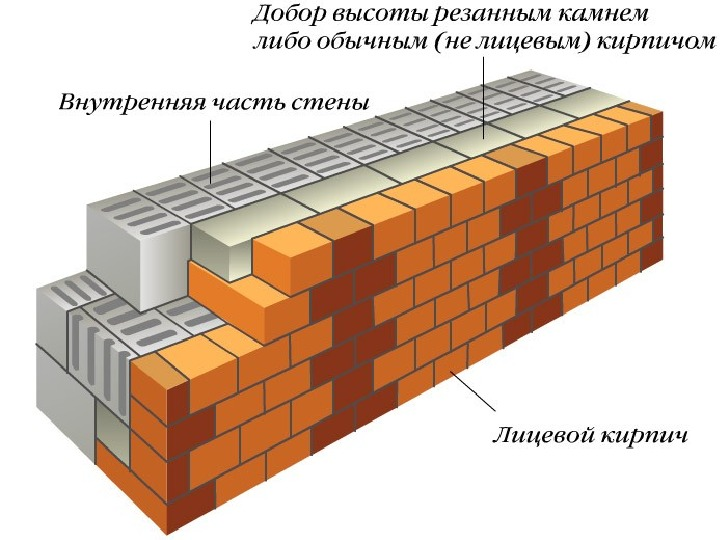 Добор высоты резанным камнем
либо обычным (не лицевым) кирпичом
Внутренняя часть стены
Лицевой кирпич